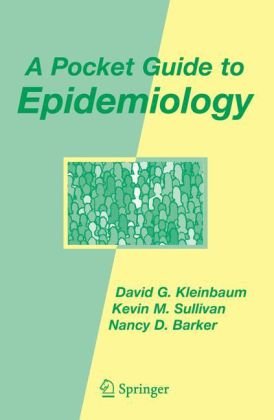 A Pocket Guide to
Epidemiology
David G. Kleinbaum
Kevin M. Sullivan
Nancy D. Barker
Springer